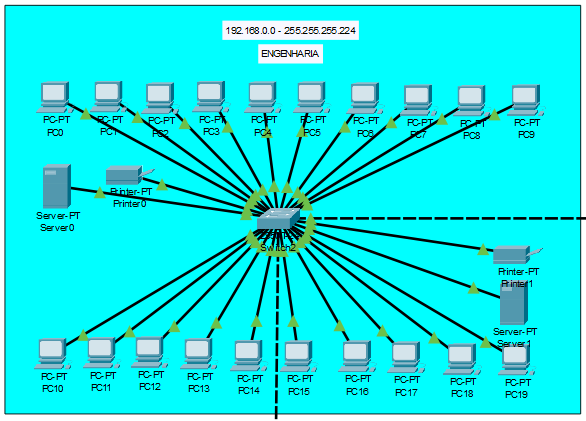 192.168.0.0 - 255.255.255.224
ENGENHARIA
PC-PT
PC0
PC-PT
PC1
PC-PT
PC2
PC-PT
PC3
PC-PT
PC4
PC-PT
PC5
PC-PT
PC6
PC-PT
PC7
PC-PT
PC8
PC-PT
PC9
Server-PT
Server0
Printer-PT
Printer0
Switch2
Printer-PT
Printer1
Server-PT
Server1
PC-PT
PC10
PC-PT
PC11
PC-PT
PC12
PC-PT
PC13
PC-PT
PC14
PC-PT
PC15
PC-PT
PC16
PC-PT
PC17
PC-PT
PC18
PC-PT
PC19